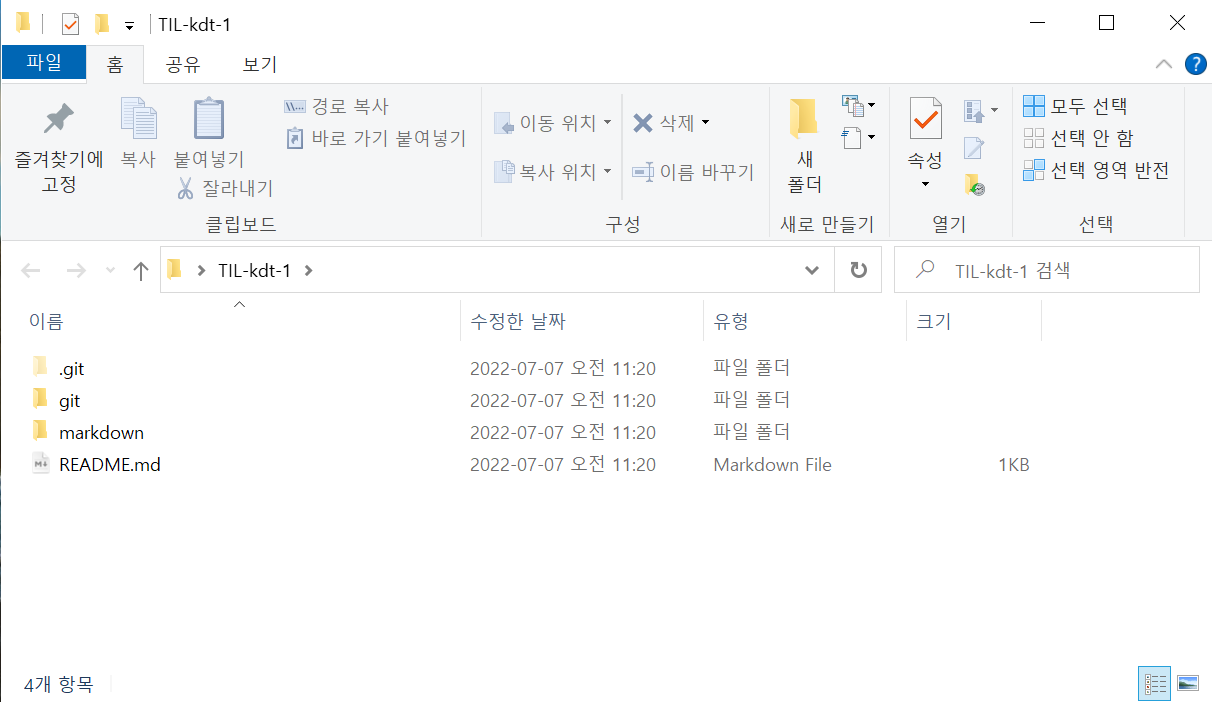 TIL-kdt-1
파일 홈 공유 보기
즐겨찾기에 고정
복사
붙여넣기
경로 복사
바로 가기 붙여넣기
잘라내기
클립보드
이동 위치
복사 위치
삭제
이름 바꾸기
구성
새 폴더
새로 만들기
속성
열기
모두 선택
선택 안 함
선택 영역 반전
선택
TIL-kdt-1
TIL-kdt-1 검색
이름 수정한 날짜 유형 크기
.git 2022-07-07 오전 11:20 파일 폴더
git 2022-07-07 오전 11:20 파일 폴더
markdown 2022-07-07 오전 11:20 파일 폴더
README.md 2022-07-07 오전 11:20 Markdown File 1KB
4개 항목